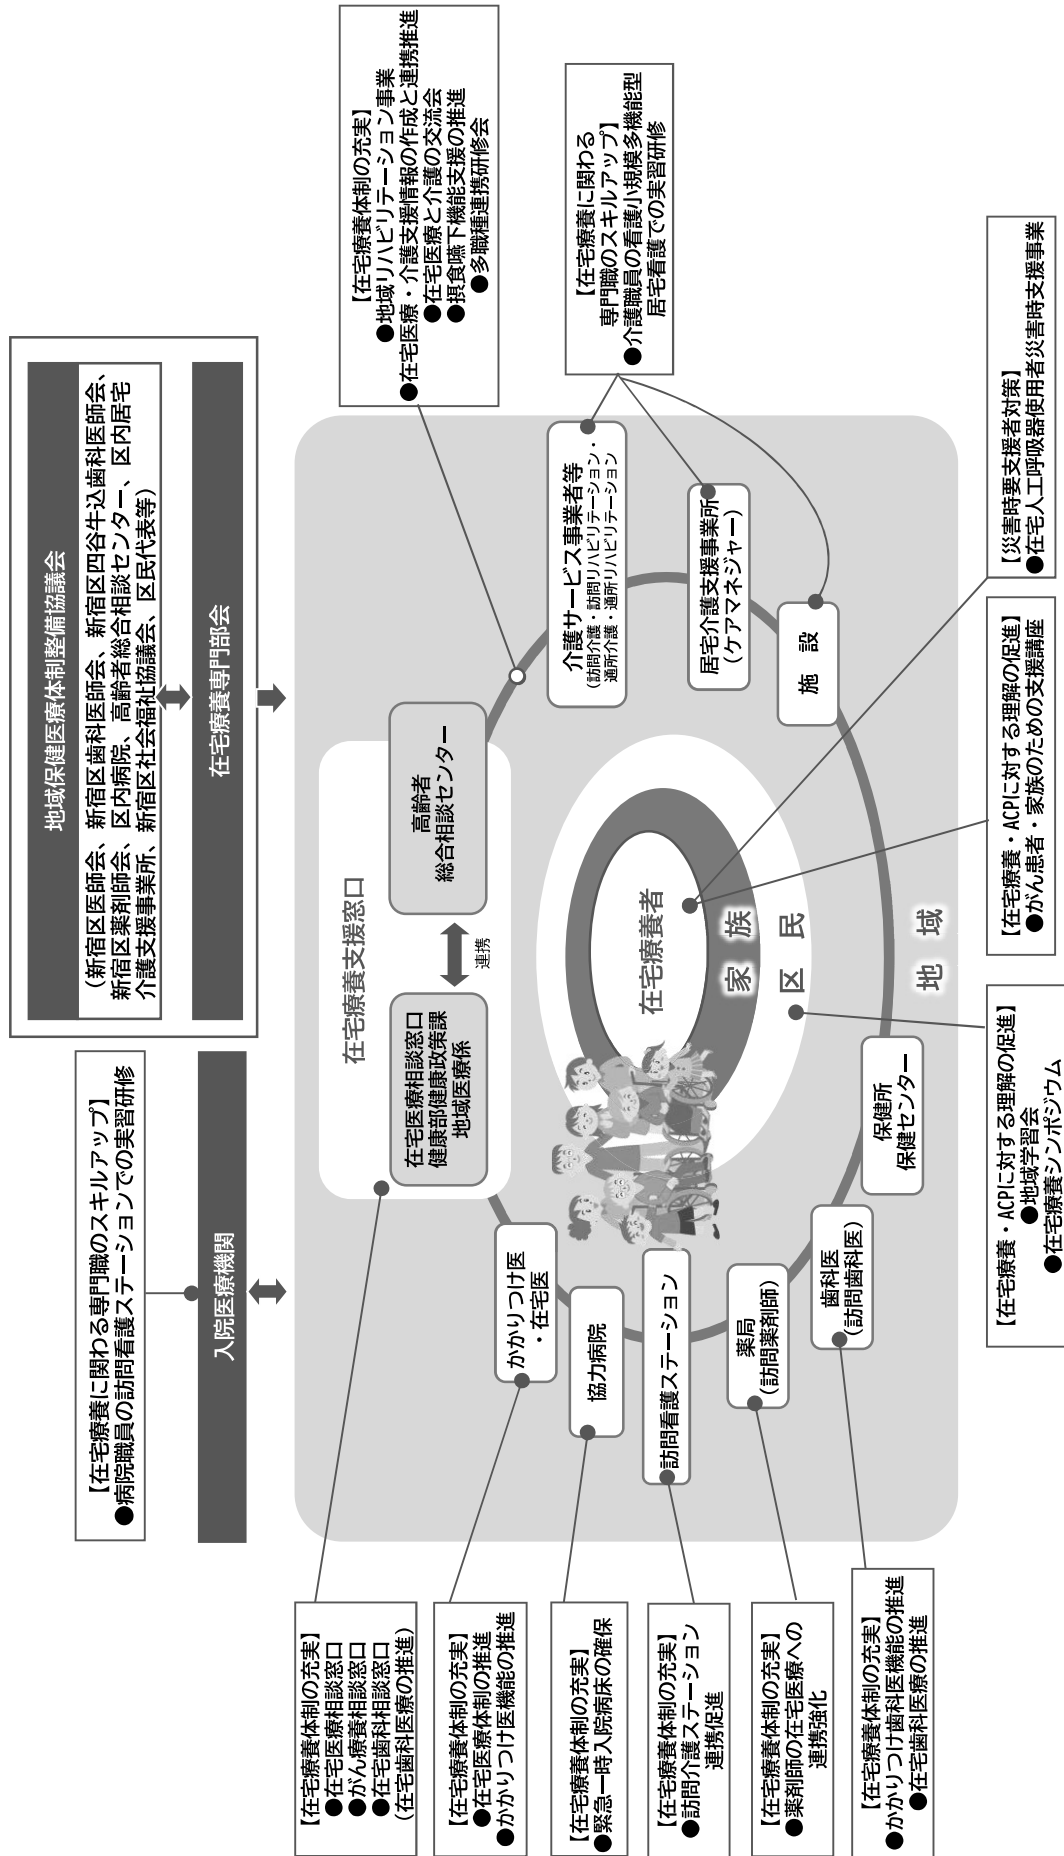 地域保健医療体制整備協議会
（新宿区医師会、新宿区歯科医師会、新宿区四谷牛込歯科医師会、
新宿区薬剤師会、区内病院、高齢者総合相談センター、区内居宅
介護支援事業所、新宿区社会福祉協議会、区民代表等）
在宅療養専門部会
【在宅療養に関わる専門職のスキルアップ】
●病院職員の訪問看護ステーションでの実習研修
入院医療機関
【在宅療養体制の充実】
●地域リハビリテーション事業
●在宅医療・介護支援情報の作成と連携推進
●在宅医療と介護の交流会
●摂食嚥下機能支援の推進
●多職種連携研修会
【在宅療養に関わる
専門職のスキルアップ】
●介護職員の看護小規模多機能型
居宅看護での実習研修
【災害時要支援者対策】
●在宅人工呼吸器使用者災害時支援事業
【在宅療養・ACPに対する理解の促進】
●がん患者・家族のための支援講座
【在宅療養・ACPに対する理解の促進】
●地域学習会
●在宅療養シンポジウム
在宅療養支援窓口
在宅医療相談窓口
健康部健康政策課
地域医療係
連携
高齢者
総合相談センター
介護サービス事業者等
（訪問介護・訪問リハビリテーション・
通所介護・通所リハビリテーション
居宅介護支援事業所
（ケアマネジャー）
施　設
在宅療養者
家　族
区　民
地　域
かかりつけ医
・在宅医
協力病院
訪問看護ステーション
薬局
（訪問薬剤師）
歯科医
（訪問歯科医）
保健所
保健センター
【在宅療養体制の充実】
●在宅医療相談窓口
●がん療養相談窓口
●在宅歯科相談窓口
（在宅歯科医療の推進）
【在宅療養体制の充実】
●在宅医療体制の推進
●かかりつけ医機能の推進
【在宅療養体制の充実】
●緊急一時入院病床の確保
【在宅療養体制の充実】
●訪問介護ステーション
連携促進
【在宅療養体制の充実】
●薬剤師の在宅医療への
連携強化
【在宅療養体制の充実】
●かかりつけ歯科医機能の推進
●在宅歯科医療の推進